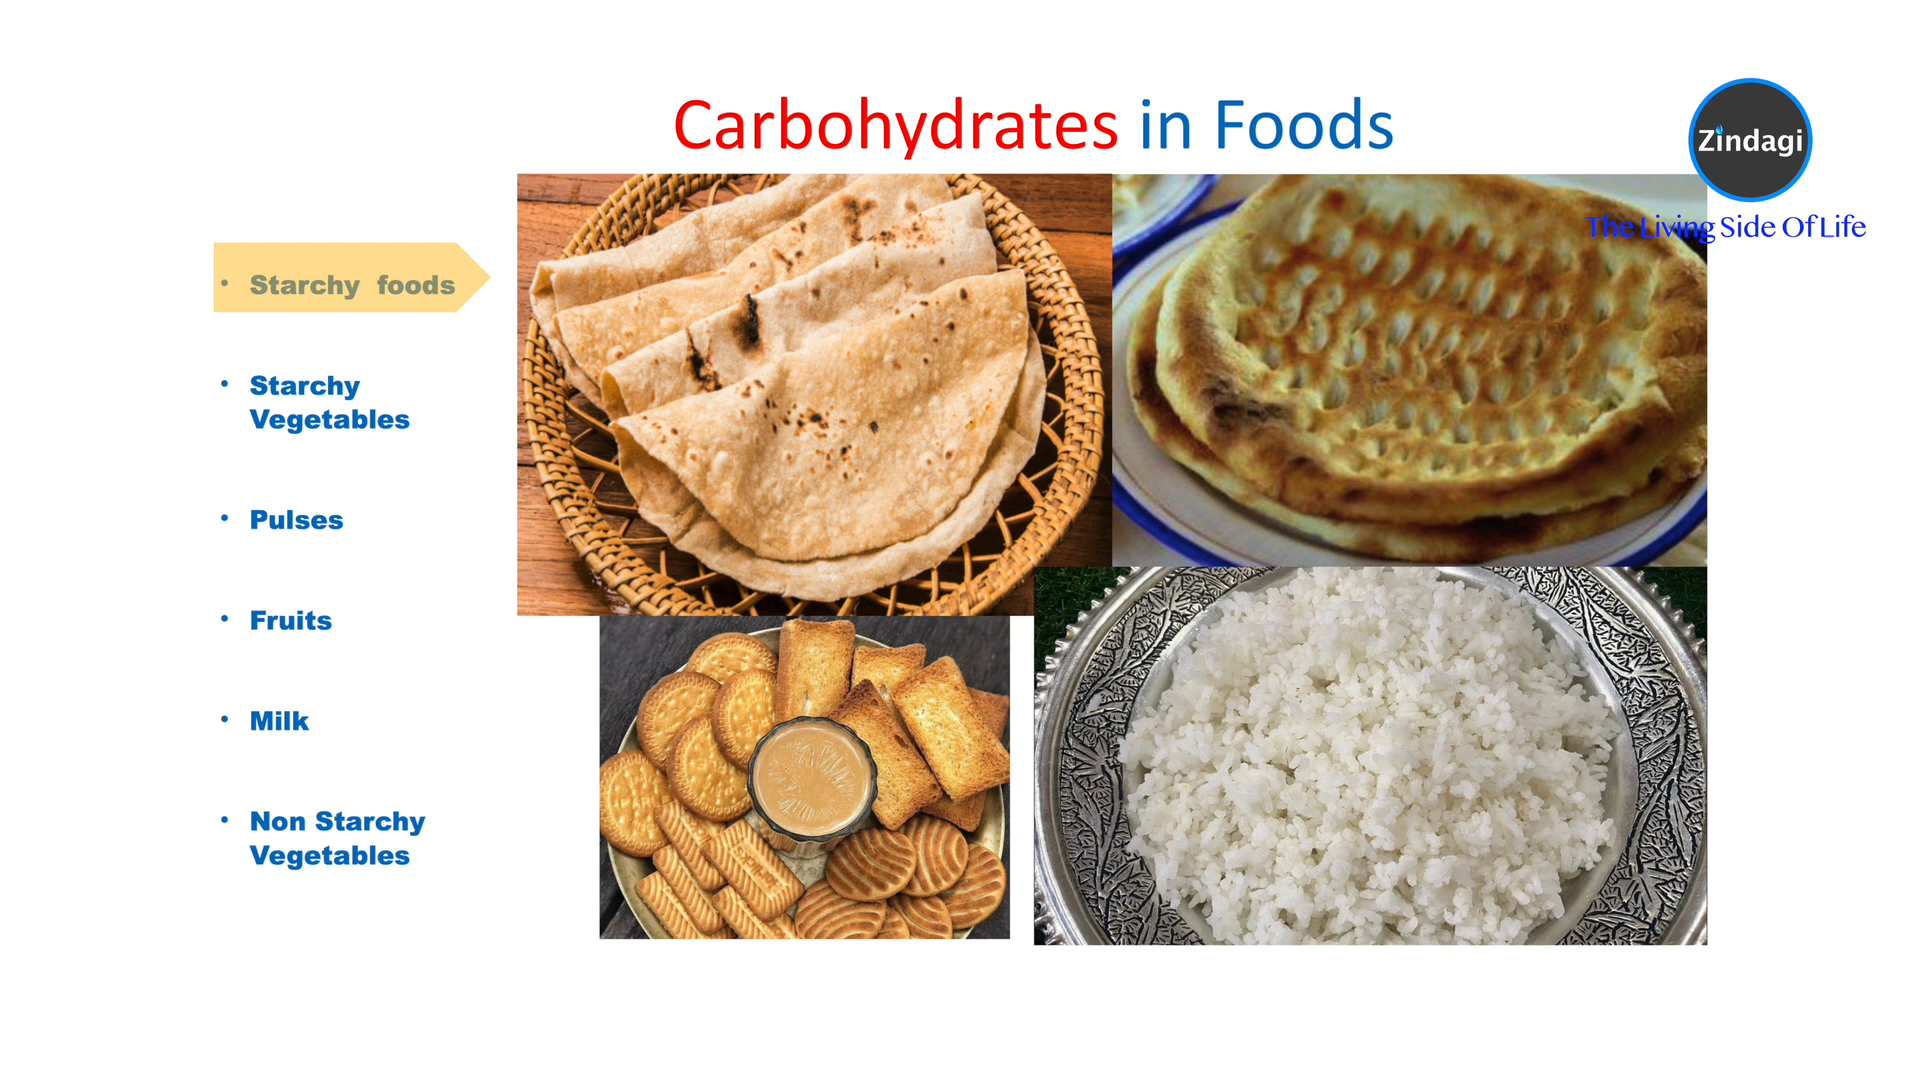 Carbohydrates in Foods
Zindagi
The Living Side Of Life
• Starchy foods
• Starchy
Vegetables
• Pulses
• Fruits
• Milk
• Non Starchy
Vegetables